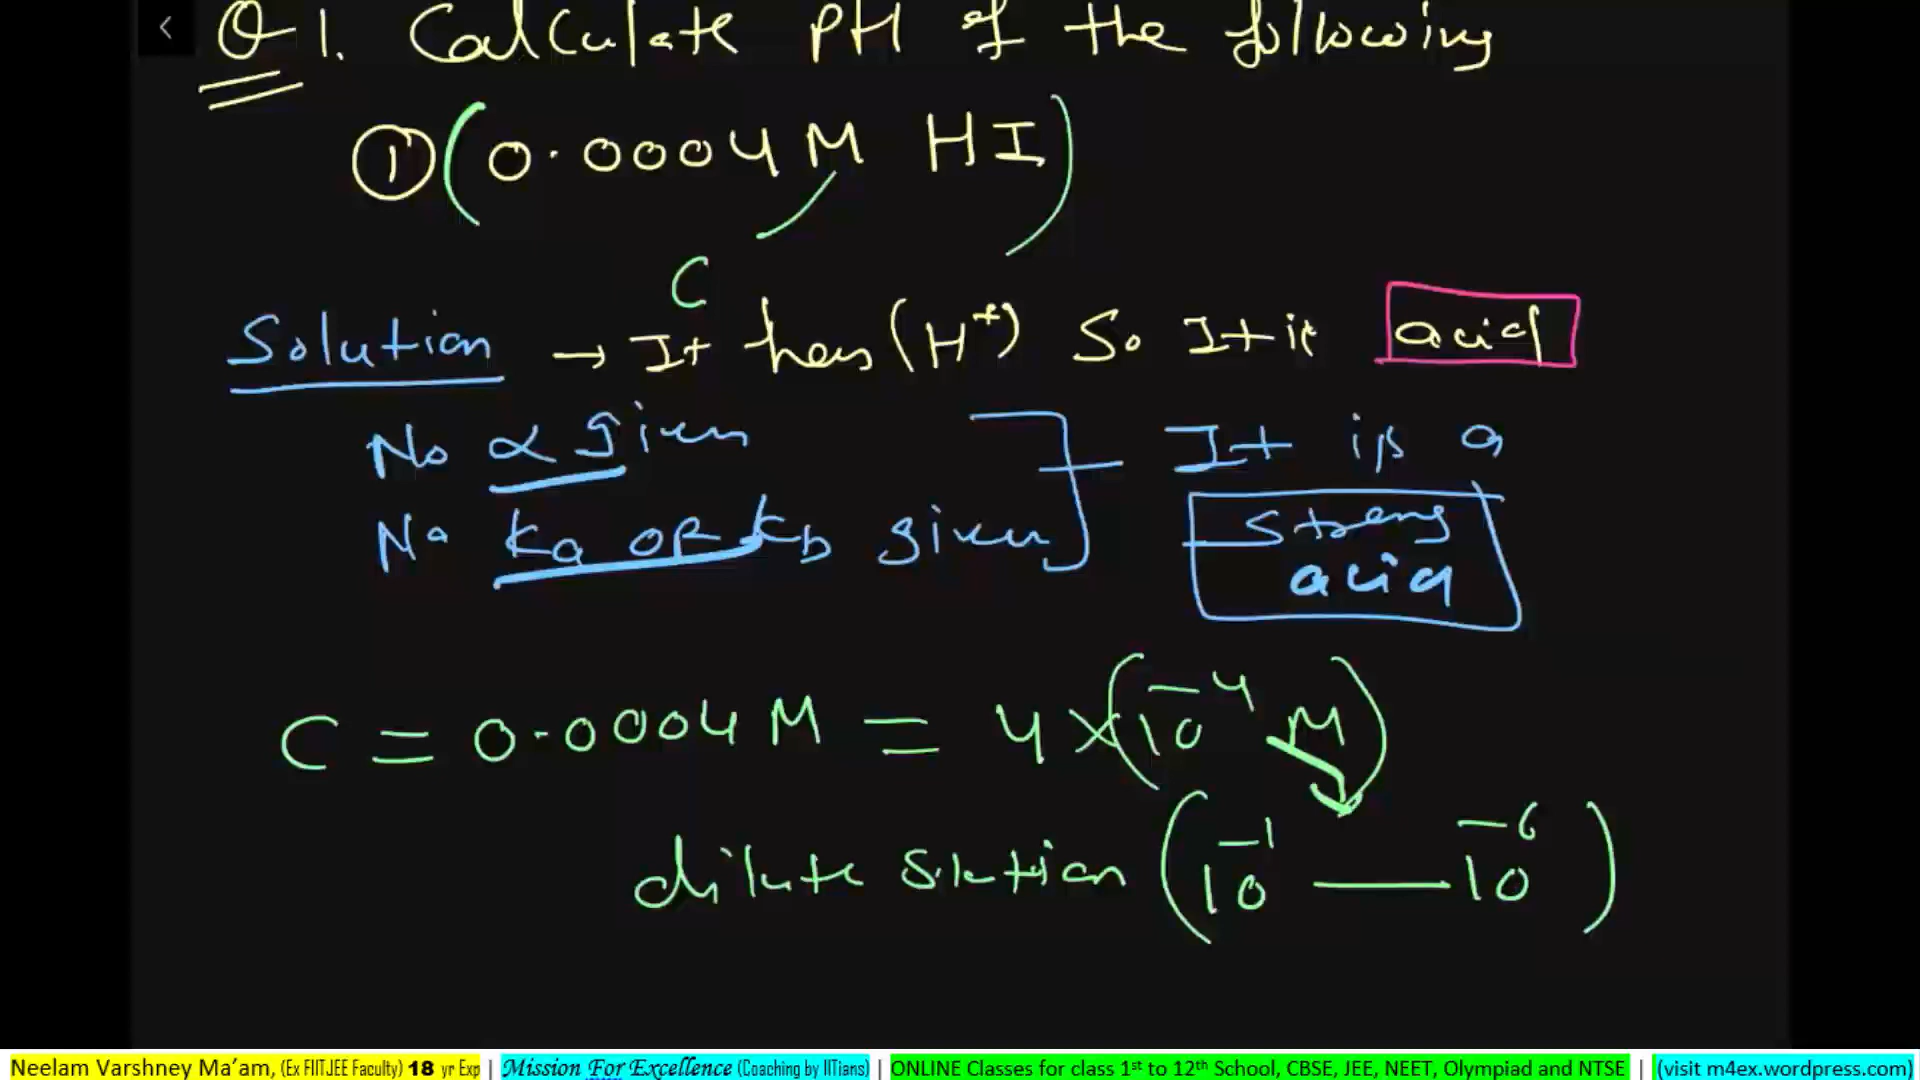 Q1. Calculate PH of the following
① (0.0004 M HI)
C
Solution → It has (H⁺) So It is acid
No α given
No Ka or Kb given ] It is a strong acid
C = 0.0004 M = 4 × (10⁻⁴ M)
dilute solution (10⁻¹ — 10⁻⁶)
Neelam Varshney Ma'am, (Ex FIITJEE Faculty) 18 yr Exp | Mission For Excellence (Coaching by IITians) | ONLINE Classes for class 1st to 12th School, CBSE, JEE, NEET, Olympiad and NTSE | (visit m4ex.wordpress.com)